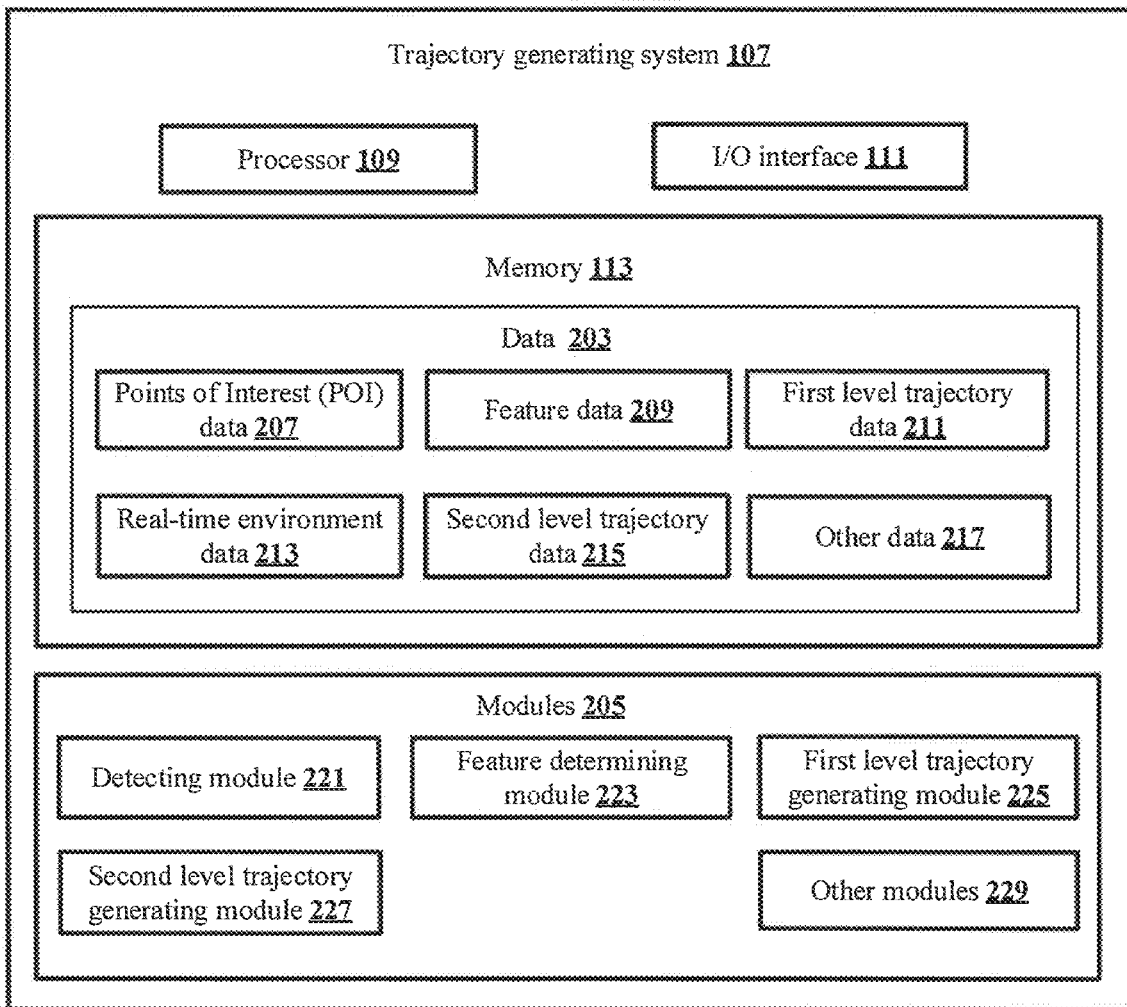 Trajectory generating system 107
Processor 109
I/O interface 111
Memory 113
Data 203
Points of Interest (POI)
data 207
Feature data 209
First level trajectory
data 211
Real-time environment
data 213
Second level trajectory
data 215
Other data 217
Modules 205
Detecting module 221
Feature determining
module 223
First level trajectory
generating module 225
Second level trajectory
generating module 227
Other modules 229